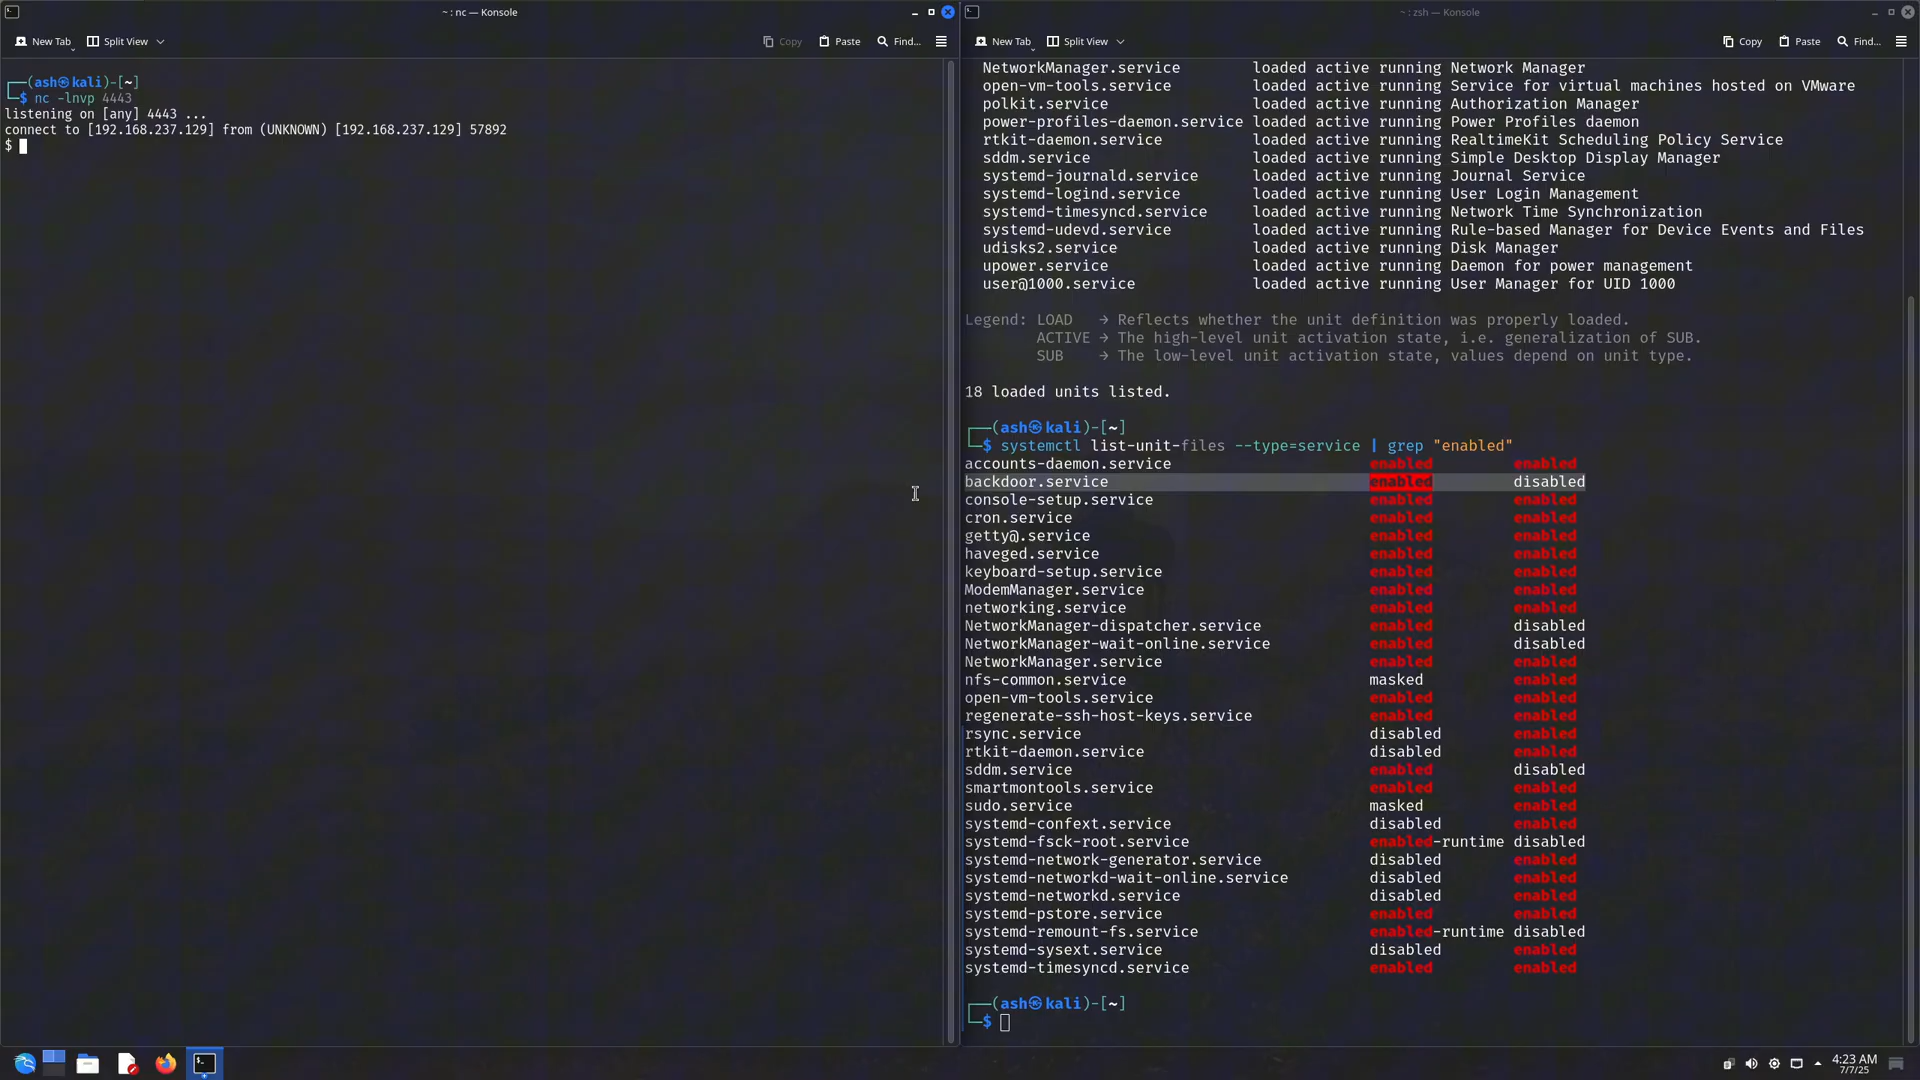 ~ : nc — Konsole
New Tab
Split View
Copy
Paste
Find...
┌──(ash㉿kali)-[~]
└─$ nc -lnvp 4443
listening on [any] 4443 ...
connect to [192.168.237.129] from (UNKNOWN) [192.168.237.129] 57892
$
~ : zsh — Konsole
New Tab
Split View
Copy
Paste
Find...
NetworkManager.service loaded active running Network Manager
open-vm-tools.service loaded active running Service for virtual machines hosted on VMware
polkit.service loaded active running Authorization Manager
power-profiles-daemon.service loaded active running Power Profiles daemon
rtkit-daemon.service loaded active running RealtimeKit Scheduling Policy Service
sddm.service loaded active running Simple Desktop Display Manager
systemd-journald.service loaded active running Journal Service
systemd-logind.service loaded active running User Login Management
systemd-timesyncd.service loaded active running Network Time Synchronization
systemd-udevd.service loaded active running Rule-based Manager for Device Events and Files
udisks2.service loaded active running Disk Manager
upower.service loaded active running Daemon for power management
user@1000.service loaded active running User Manager for UID 1000
Legend: LOAD → Reflects whether the unit definition was properly loaded.
ACTIVE → The high-level unit activation state, i.e. generalization of SUB.
SUB → The low-level unit activation state, values depend on unit type.
18 loaded units listed.
┌──(ash㉿kali)-[~]
└─$ systemctl list-unit-files --type=service | grep "enabled"
accounts-daemon.service enabled enabled
backdoor.service enabled disabled
console-setup.service enabled enabled
cron.service enabled enabled
getty@.service enabled enabled
haveged.service enabled enabled
keyboard-setup.service enabled enabled
ModemManager.service enabled enabled
networking.service enabled enabled
NetworkManager-dispatcher.service enabled disabled
NetworkManager-wait-online.service enabled disabled
NetworkManager.service enabled enabled
nfs-common.service masked enabled
open-vm-tools.service enabled enabled
regenerate-ssh-host-keys.service enabled enabled
rsync.service disabled enabled
rtkit-daemon.service disabled enabled
sddm.service enabled disabled
smartmontools.service enabled enabled
sudo.service masked enabled
systemd-confext.service disabled enabled
systemd-fsck-root.service enabled-runtime disabled
systemd-network-generator.service disabled enabled
systemd-networkd-wait-online.service disabled enabled
systemd-networkd.service disabled enabled
systemd-pstore.service enabled enabled
systemd-remount-fs.service enabled-runtime disabled
systemd-sysext.service disabled enabled
systemd-timesyncd.service enabled enabled
┌──(ash㉿kali)-[~]
└─$
4:23 AM
7/7/25